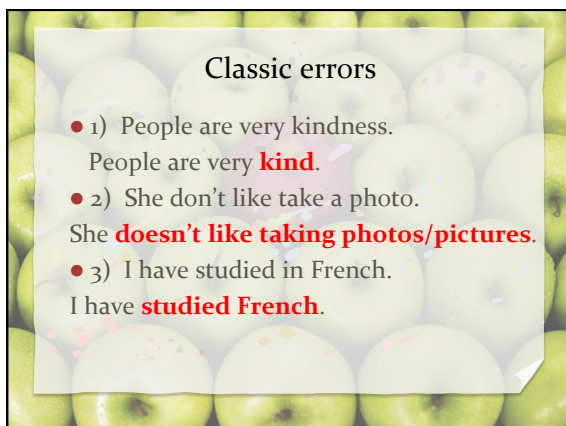 Classic errors
● 1) People are very kindness.
People are very kind.
● 2) She don't like take a photo.
She doesn't like taking photos/pictures.
● 3) I have studied in French.
I have studied French.